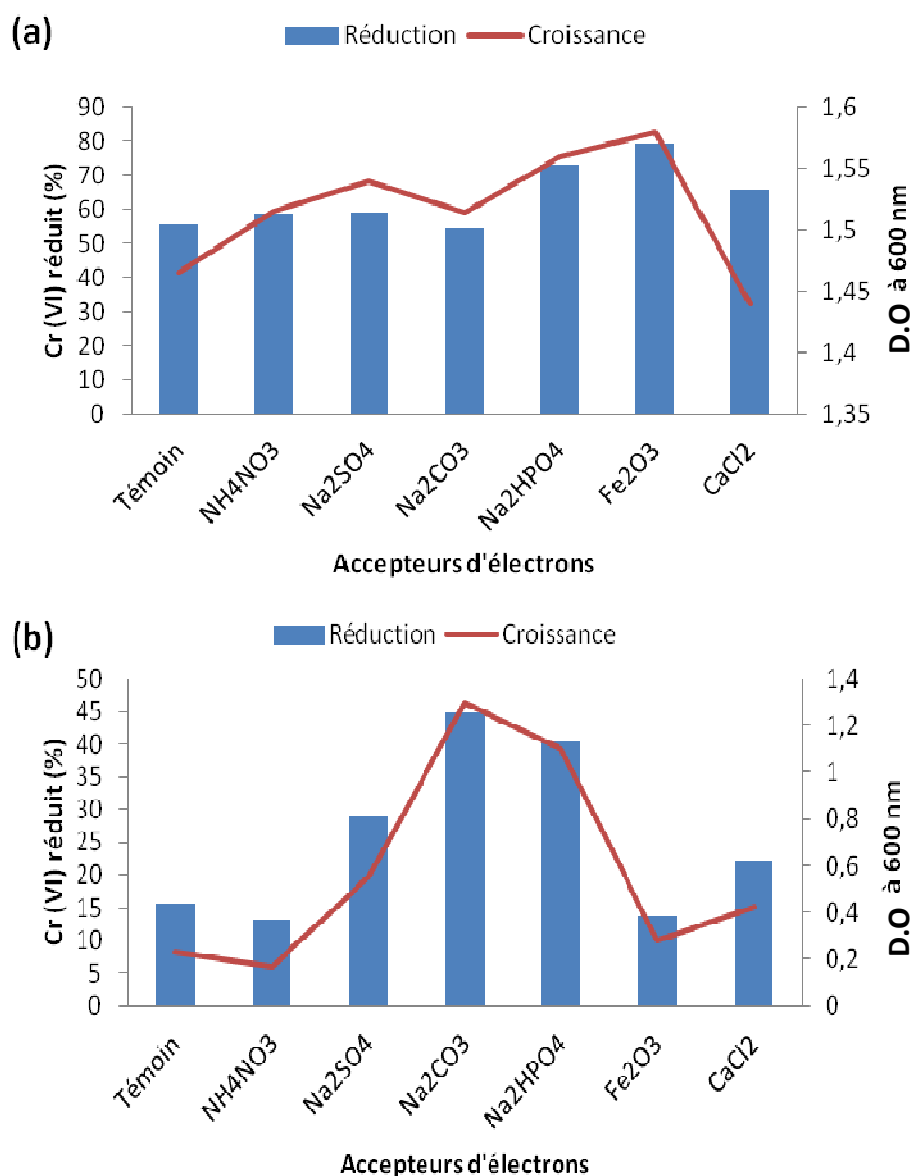 (a)
Réduction Croissance
Cr (VI) réduit (%)
90
80
70
60
50
40
30
20
10
0
1,6
1,55
1,5
1,45
1,4
1,35
D.O à 600 nm
Témoin
NH4NO3
Na2SO4
Na2CO3
Na2HPO4
Fe2O3
CaCl2
Accepteurs d'électrons
(b)
Réduction Croissance
Cr (VI) réduit (%)
50
45
40
35
30
25
20
15
10
5
0
1,4
1,2
1
0,8
0,6
0,4
0,2
0
D.O à 600 nm
Témoin
NH4NO3
Na2SO4
Na2CO3
Na2HPO4
Fe2O3
CaCl2
Accepteurs d'électrons